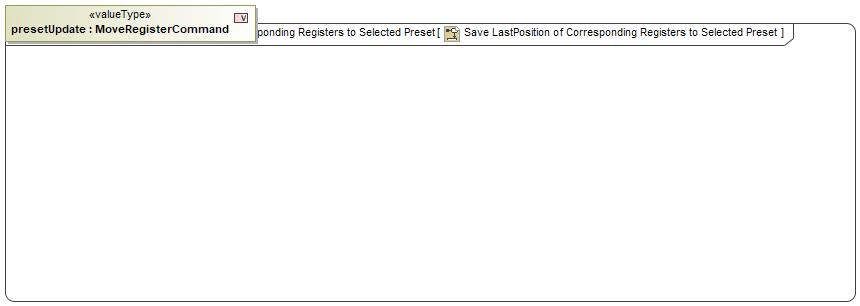 «valueType»
V
presetUpdate : MoveRegisterCommand
ponding Registers to Selected Preset [ Save LastPosition of Corresponding Registers to Selected Preset ]